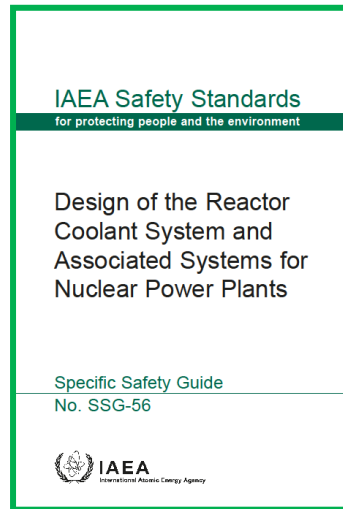 IAEA Safety Standards
for protecting people and the environment
Design of the Reactor
Coolant System and
Associated Systems for
Nuclear Power Plants
Specific Safety Guide
No. SSG-56
IAEA
International Atomic Energy Agency